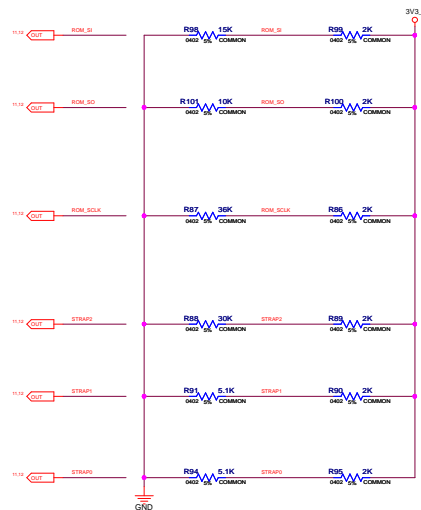 3V3_
11,12 OUT ROM_SI R98 15K ROM_SI R99 2K
0402 5% COMMON 0402 5% COMMON
11,12 OUT ROM_SO R101 10K ROM_SO R100 2K
0402 5% COMMON 0402 5% COMMON
11,12 OUT ROM_SCLK R87 36K ROM_SCLK R86 2K
0402 5% COMMON 0402 5% COMMON
11,12 OUT STRAP2 R88 30K STRAP2 R89 2K
0402 5% COMMON 0402 5% COMMON
11,12 OUT STRAP1 R91 5.1K STRAP1 R90 2K
0402 5% COMMON 0402 5% COMMON
11,12 OUT STRAP0 R94 5.1K STRAP0 R95 2K
0402 5% COMMON 0402 5% COMMON
GND